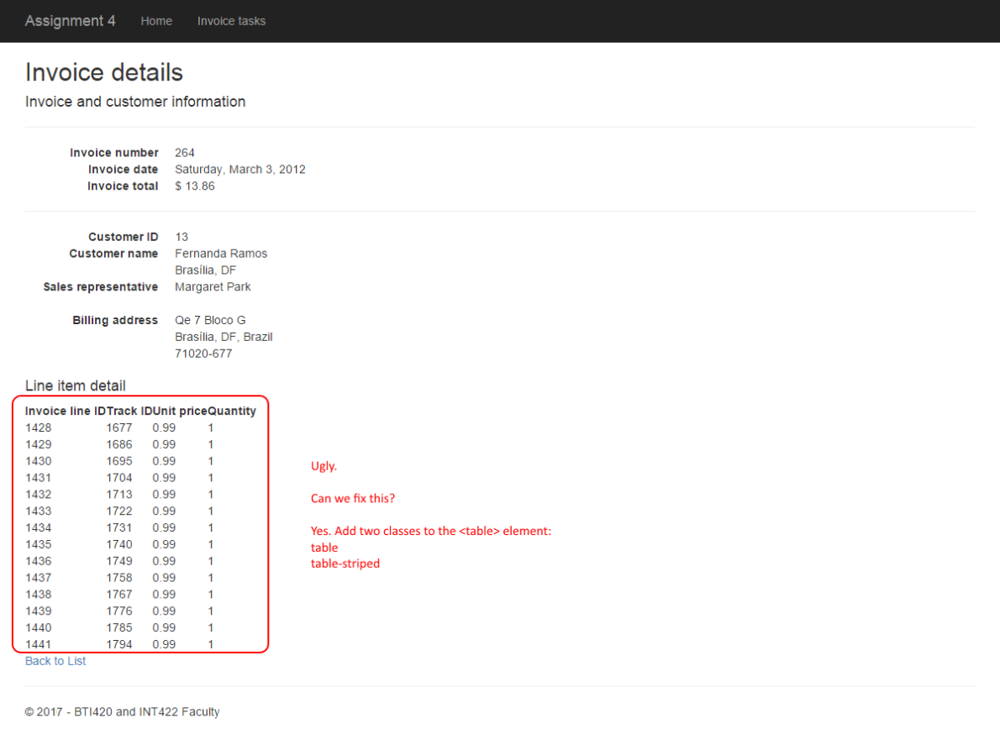 Assignment 4 Home Invoice tasks
Invoice details
Invoice and customer information
Invoice number 264
Invoice date Saturday, March 3, 2012
Invoice total $ 13.86
Customer ID 13
Customer name Fernanda Ramos
Brasília, DF
Sales representative Margaret Park
Billing address Qe 7 Bloco G
Brasília, DF, Brazil
71020-677
Line item detail
Invoice line IDTrack IDUnit priceQuantity
1428 1677 0.99 1
1429 1686 0.99 1
1430 1695 0.99 1
1431 1704 0.99 1
1432 1713 0.99 1
1433 1722 0.99 1
1434 1731 0.99 1
1435 1740 0.99 1
1436 1749 0.99 1
1437 1758 0.99 1
1438 1767 0.99 1
1439 1776 0.99 1
1440 1785 0.99 1
1441 1794 0.99 1
Ugly.
Can we fix this?
Yes. Add two classes to the <table> element:
table
table-striped
Back to List
© 2017 - BTI420 and INT422 Faculty